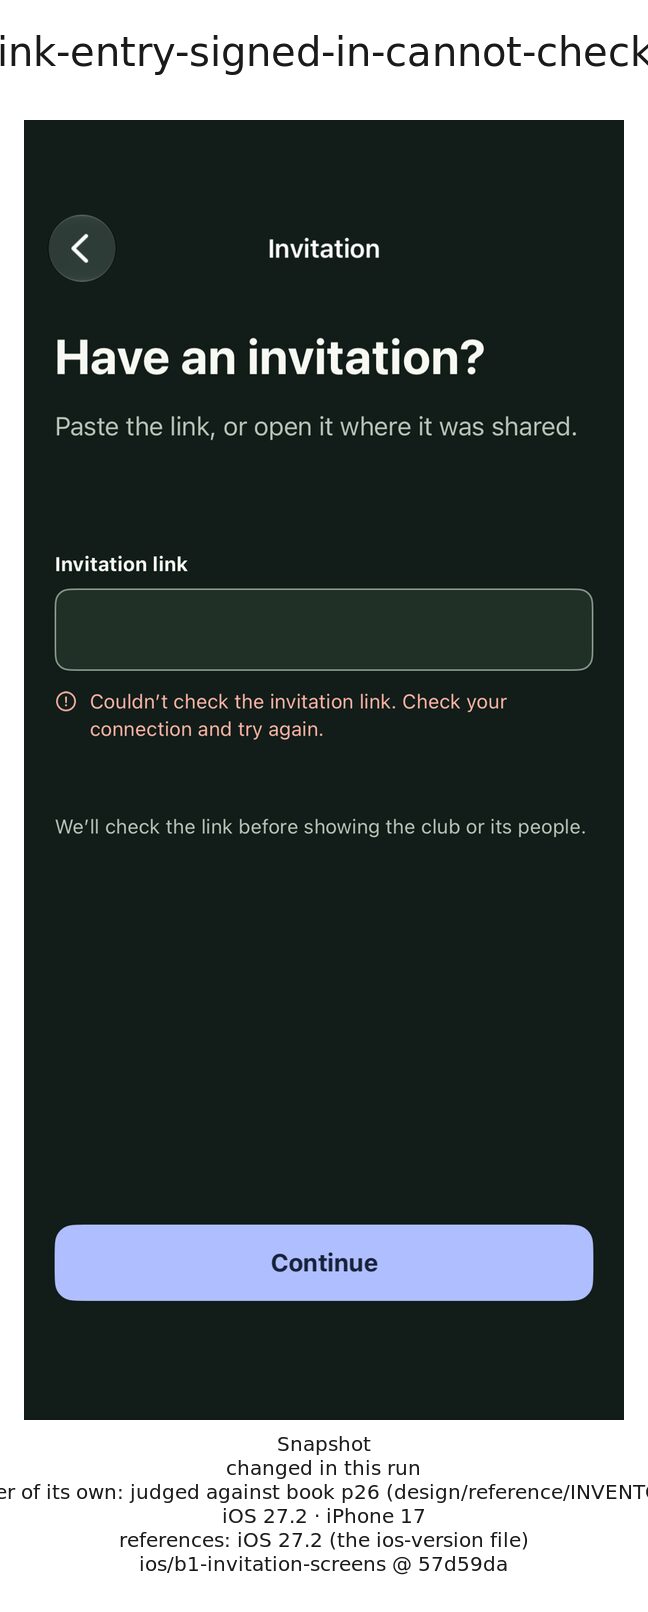 ink-entry-signed-in-cannot-check
Invitation
Have an invitation?
Paste the link, or open it where it was shared.
Invitation link
Couldn’t check the invitation link. Check your
connection and try again.
We’ll check the link before showing the club or its people.
Continue
Snapshot
changed in this run
er of its own: judged against book p26 (design/reference/INVENTO
iOS 27.2 · iPhone 17
references: iOS 27.2 (the ios-version file)
ios/b1-invitation-screens @ 57d59da